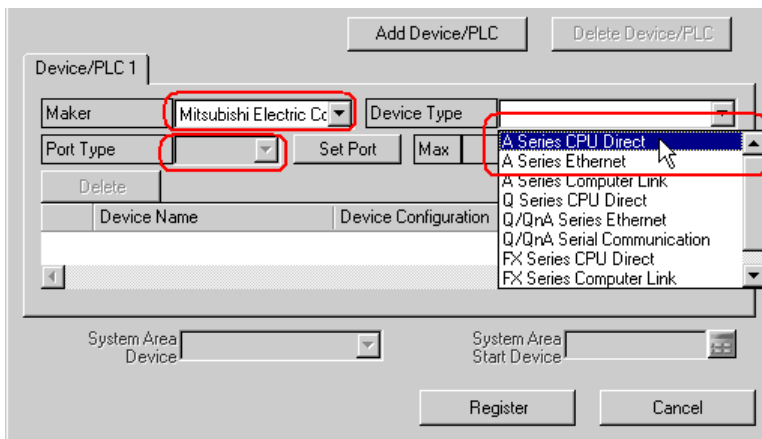 Add Device/PLC Delete Device/PLC
Device/PLC 1
Maker Mitsubishi Electric Cc Device Type
Port Type Set Port Max
A Series CPU Direct
A Series Ethernet
A Series Computer Link
Q Series CPU Direct
Q/QnA Series Ethernet
Q/QnA Serial Communication
FX Series CPU Direct
FX Series Computer Link
Delete
Device Name Device Configuration
System Area Device
System Area Start Device
Register Cancel